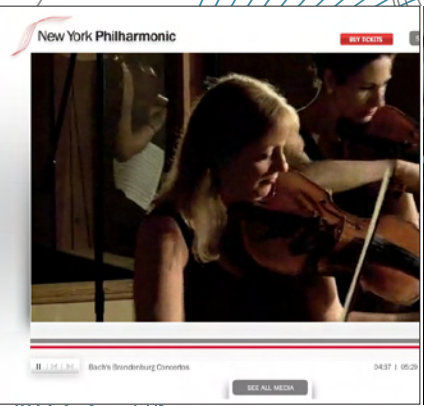 New York Philharmonic
BUY TICKETS
Bach's Brandenburg Concertos
04:37 | 05:29
SEE ALL MEDIA